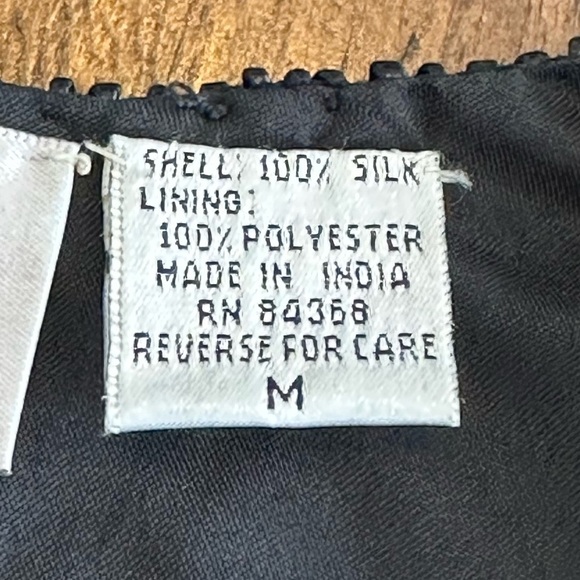 SHELL: 100% SILK
LINING:
100% POLYESTER
MADE IN INDIA
RN 84368
REVERSE FOR CARE
M